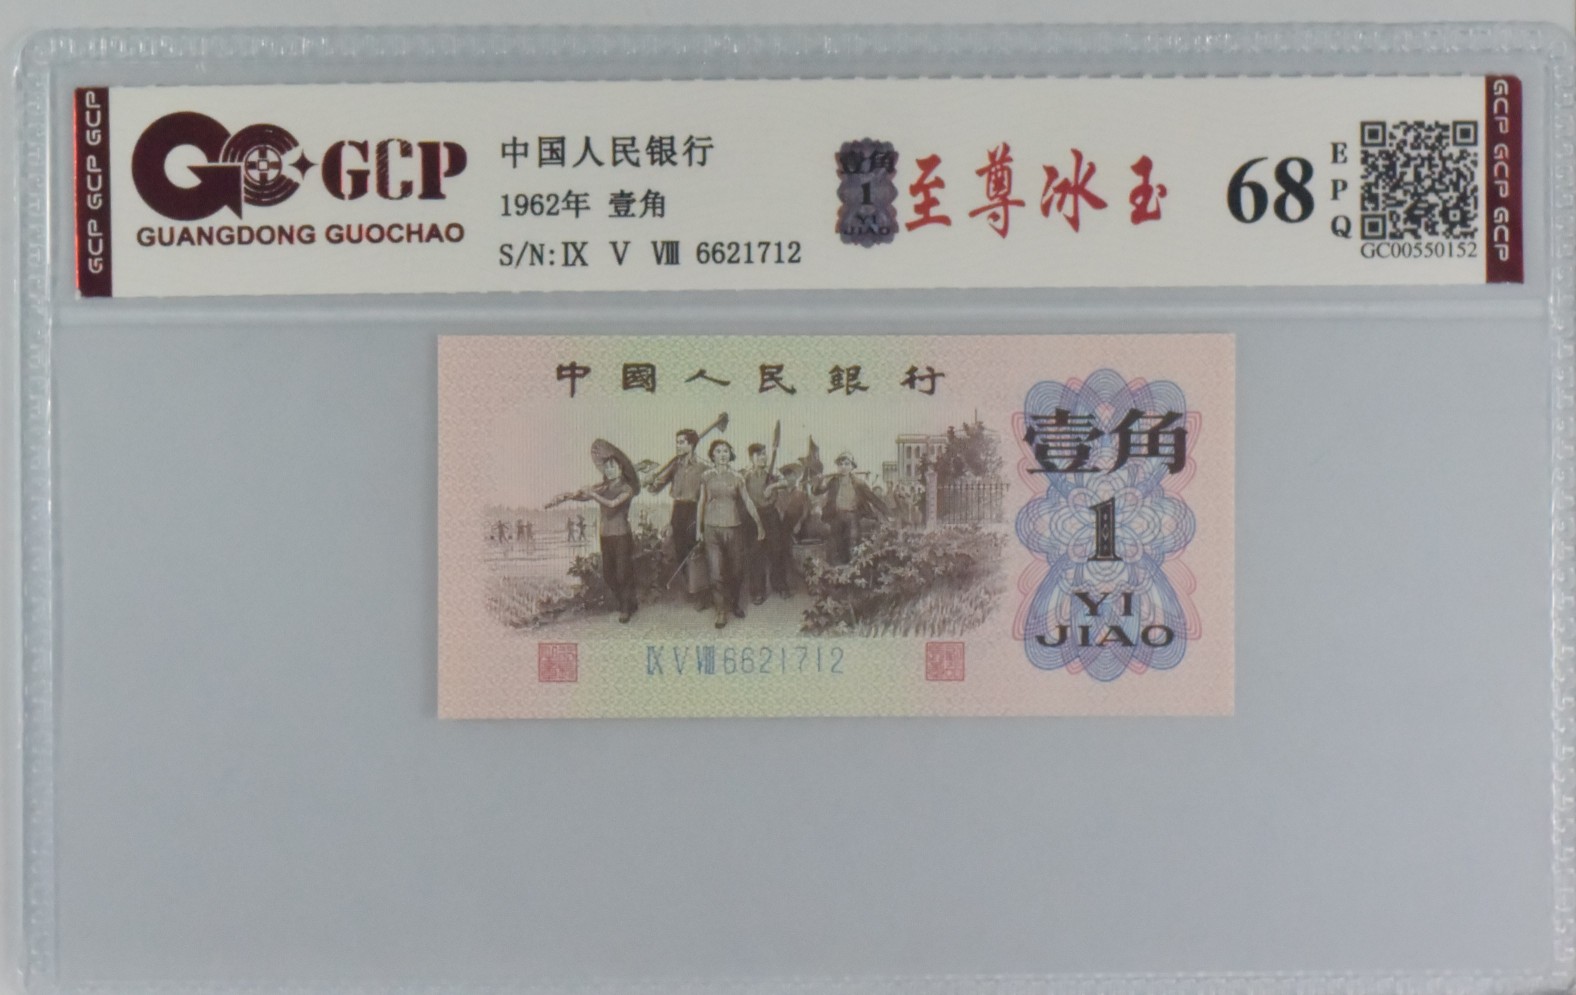 GCP GCP GCP
GCP
GUANGDONG GUOCHAO
中国人民银行
1962年 壹角
S/N:Ⅸ Ⅴ Ⅷ 6621712
壹角
1
YI
JIAO
至尊冰玉
68
EPQ
GC00550152
GCP GCP GCP
中國人民銀行
壹角
1
YI
JIAO
Ⅸ Ⅴ Ⅷ 6621712